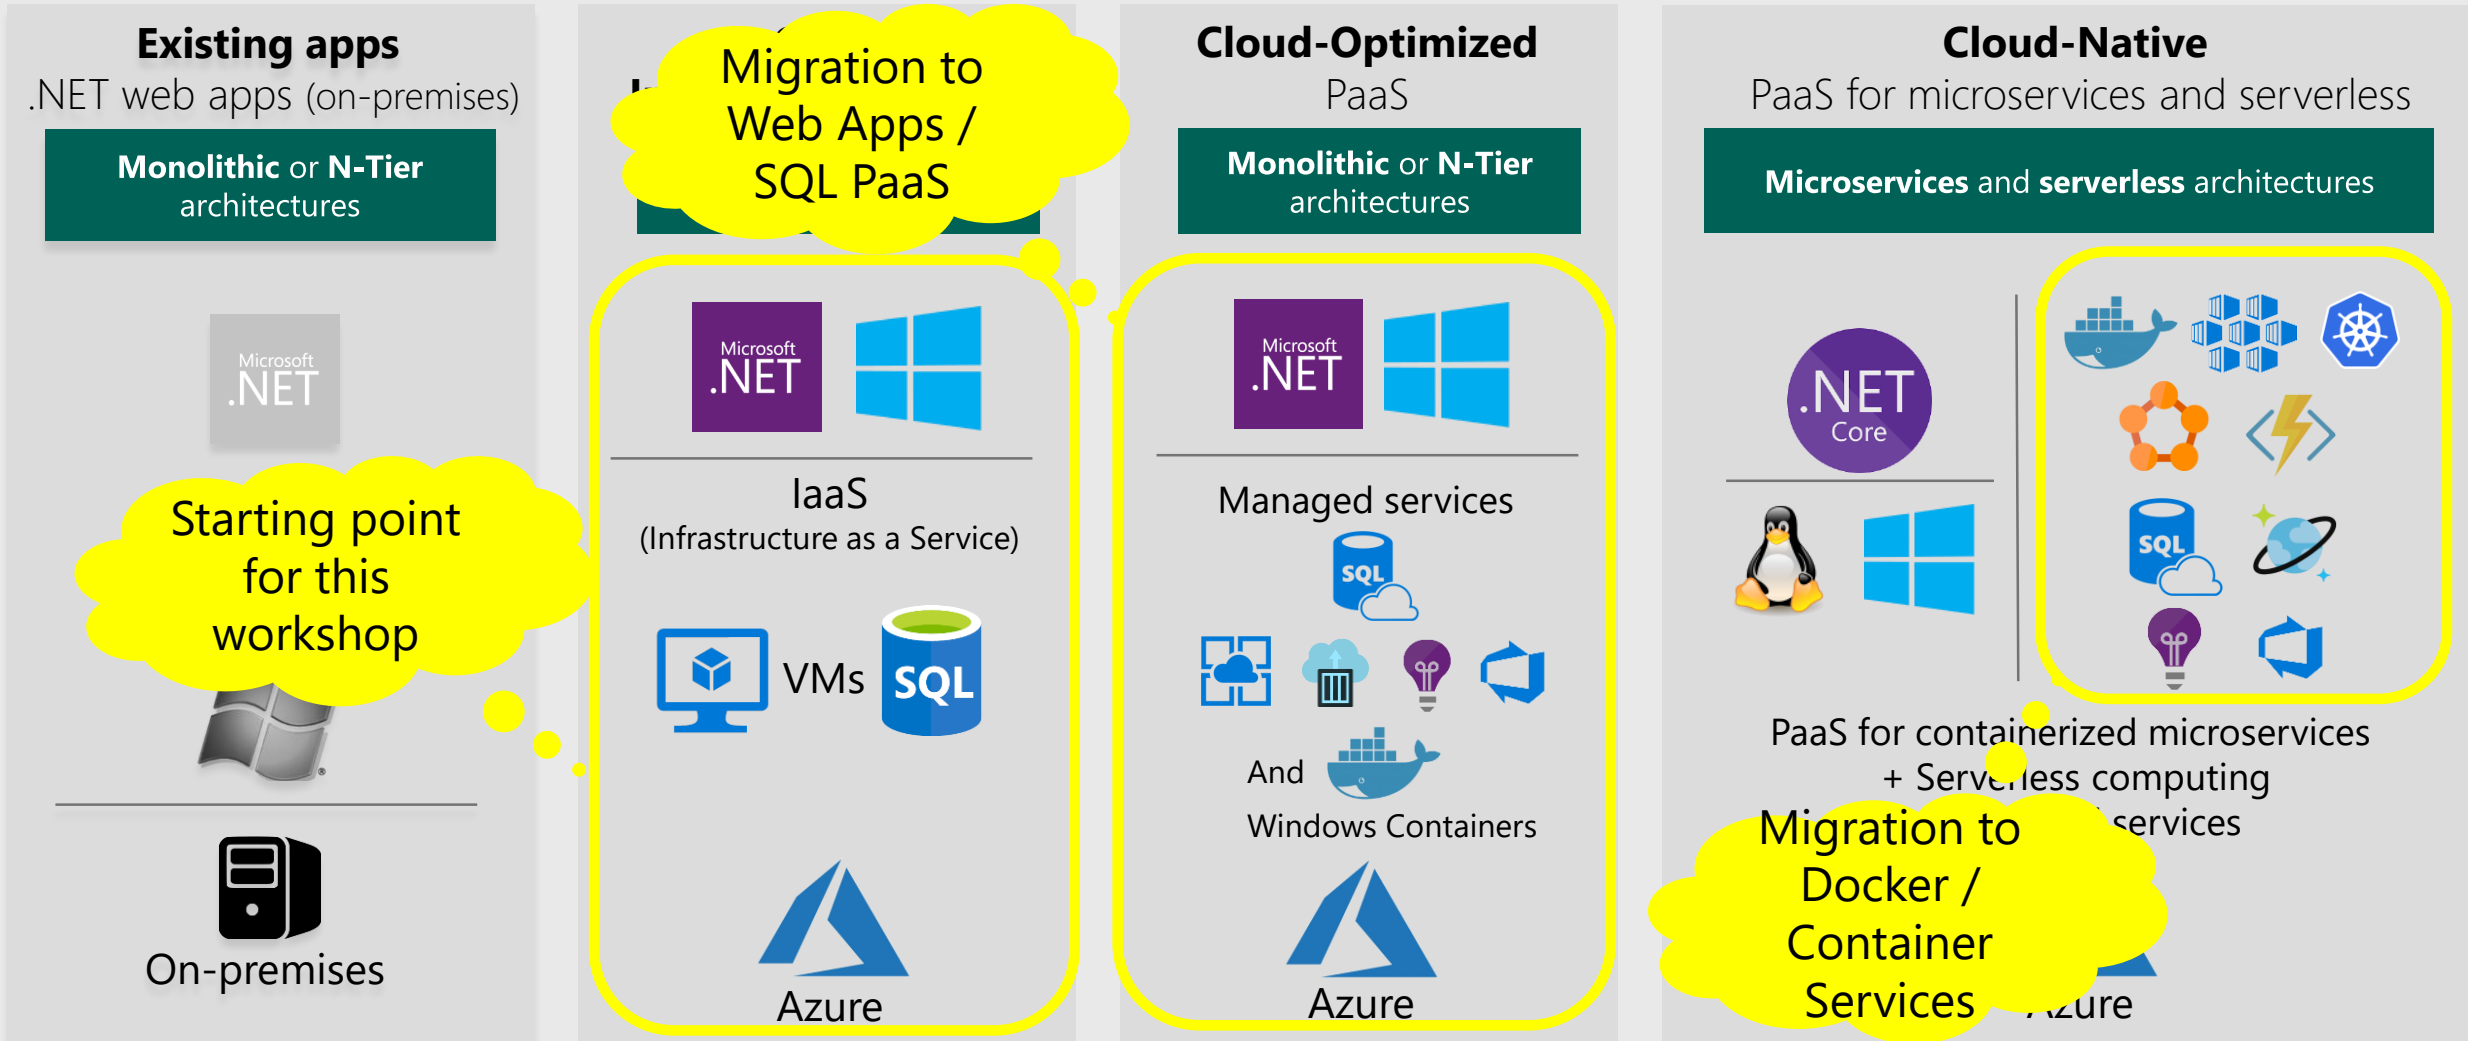 Existing apps
.NET web apps (on-premises)
Monolithic or N-Tier
architectures
Microsoft
.NET
Starting point
for this
workshop
®
On-premises
Migration to
Web Apps /
SQL PaaS
Microsoft
.NET
IaaS
(Infrastructure as a Service)
VMs
SQL
Azure
Cloud-Optimized
PaaS
Monolithic or N-Tier
architectures
Microsoft
.NET
Managed services
SQL
And
Windows Containers
Azure
Cloud-Native
PaaS for microservices and serverless
Microservices and serverless architectures
.NET
Core
SQL
PaaS for containerized microservices
+ Serverless computing
services
Migration to
Docker /
Container
Services
Azure